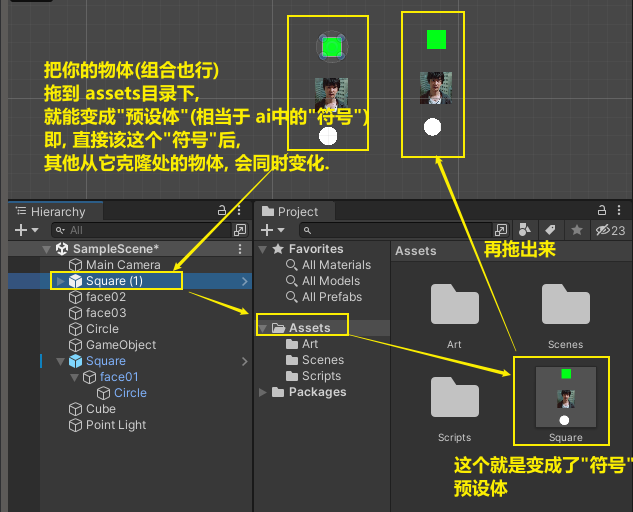 把你的物体(组合也行)
拖到 assets目录下,
就能变成"预设体"(相当于 ai中的"符号")
即, 直接该这个"符号"后,
其他从它克隆处的物体, 会同时变化.
Hierarchy
All
SampleScene*
Main Camera
Square (1)
face02
face03
Circle
GameObject
Square
face01
Circle
Cube
Point Light
Project
23
Favorites
All Materials
All Models
All Prefabs
Assets
Art
Scenes
Scripts
Packages
Assets
再拖出来
Art
Scenes
Scripts
Square
这个就是变成了"符号"
预设体